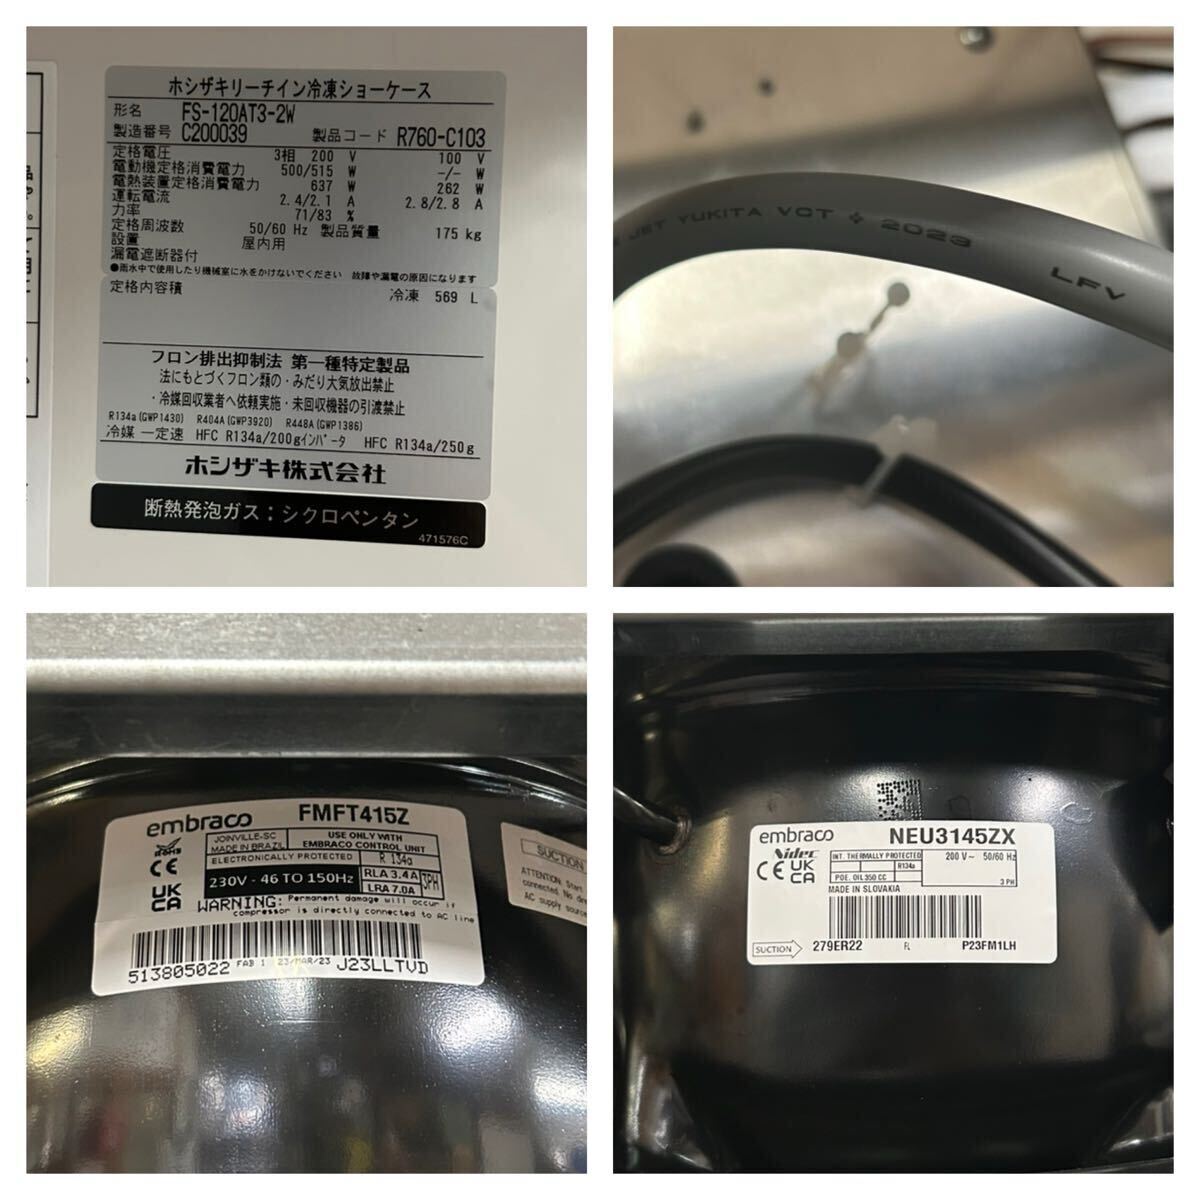 ホシザキリーチイン冷凍ショーケース
形名 FS-120AT3-2W
製造番号 C200039 製品コード R760-C103
定格電圧 3相 200 V 100 V
電動機定格消費電力 500/515 W -/- W
電熱装置定格消費電力 637 W 262 W
運転電流 2.4/2.1 A 2.8/2.8 A
力率 71/83 %
定格周波数 50/60 Hz 製品質量 175 kg
設置 屋内用
漏電遮断器付
●雨水中で使用したり機械室に水をかけないでください 故障や漏電の原因になります
定格内容積 冷凍 569 L
フロン排出抑制法 第一種特定製品
法にもとづくフロン類の・みだり大気放出禁止
・冷媒回収業者へ依頼実施・未回収機器の引渡禁止
R134a(GWP1430) R404A(GWP3920) R448A(GWP1386)
冷媒 一定速 HFC R134a/200gインバータ HFC R134a/250g
ホシザキ株式会社
断熱発泡ガス：シクロペンタン
471576C
JET YUKITA VCT 2023 LFV
embraco FMFT415Z
RoHS
JOINVILLE-SC
MADE IN BRAZIL
USE ONLY WITH
EMBRACO CONTROL UNIT
CE
ELECTRONICALLY PROTECTED R 134a
230V - 46 TO 150Hz
RLA 3.4A
LRA 7.0A
3PH
UK
CA
WARNING: Permanent damage will occur if
compressor is directly connected to AC line
513805022 FAB 1 23/MAR/23 J23LLTVD
SUCTION
ATTENTION: Start
connected. No dire
AC supply source
embraco NEU3145ZX
Nidec
INT. THERMALLY PROTECTED
R134a
200 V~ 50/60 Hz
CE UK
CA
POE. OIL 350 CC
3 PH
MADE IN SLOVAKIA
SUCTION
279ER22 FL P23FM1LH